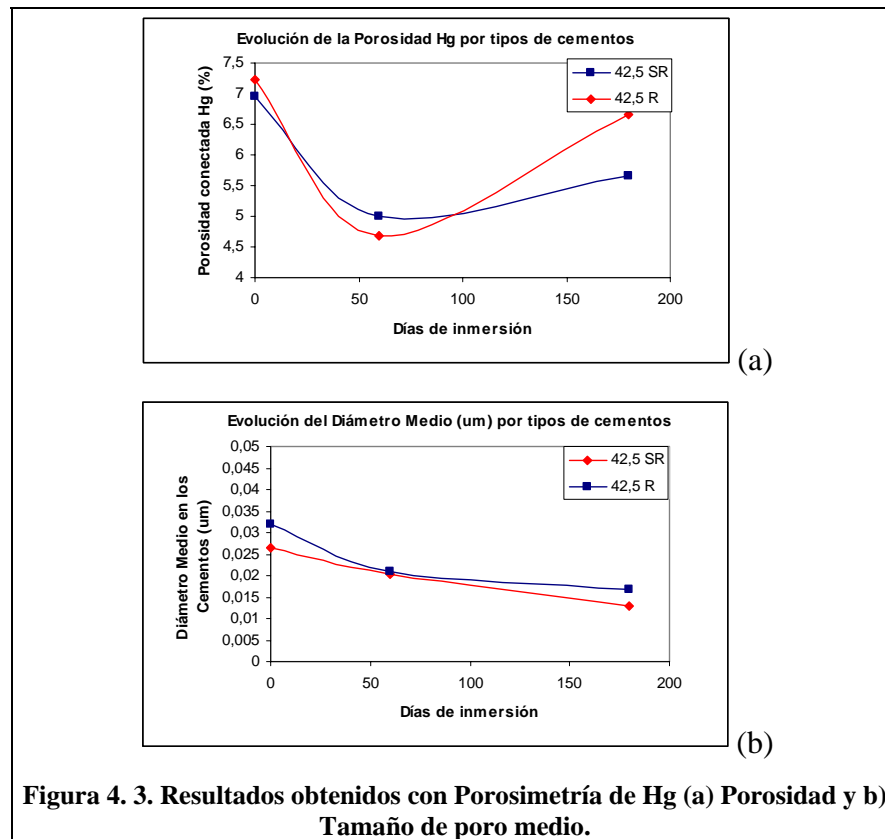 Evolución de la Porosidad Hg por tipos de cementos
7,5
7
6,5
6
5,5
5
4,5
4
Porosidad conectada Hg (%)
42,5 SR
42,5 R
0
50
100
150
200
Días de inmersión
(a)
Evolución del Diámetro Medio (um) por tipos de cementos
0,05
0,045
0,04
0,035
0,03
0,025
0,02
0,015
0,01
0,005
0
Diámetro Medio en los
Cementos (um)
42,5 SR
42,5 R
0
50
100
150
200
Días de inmersión
(b)
Figura 4. 3. Resultados obtenidos con Porosimetría de Hg (a) Porosidad y b)
Tamaño de poro medio.